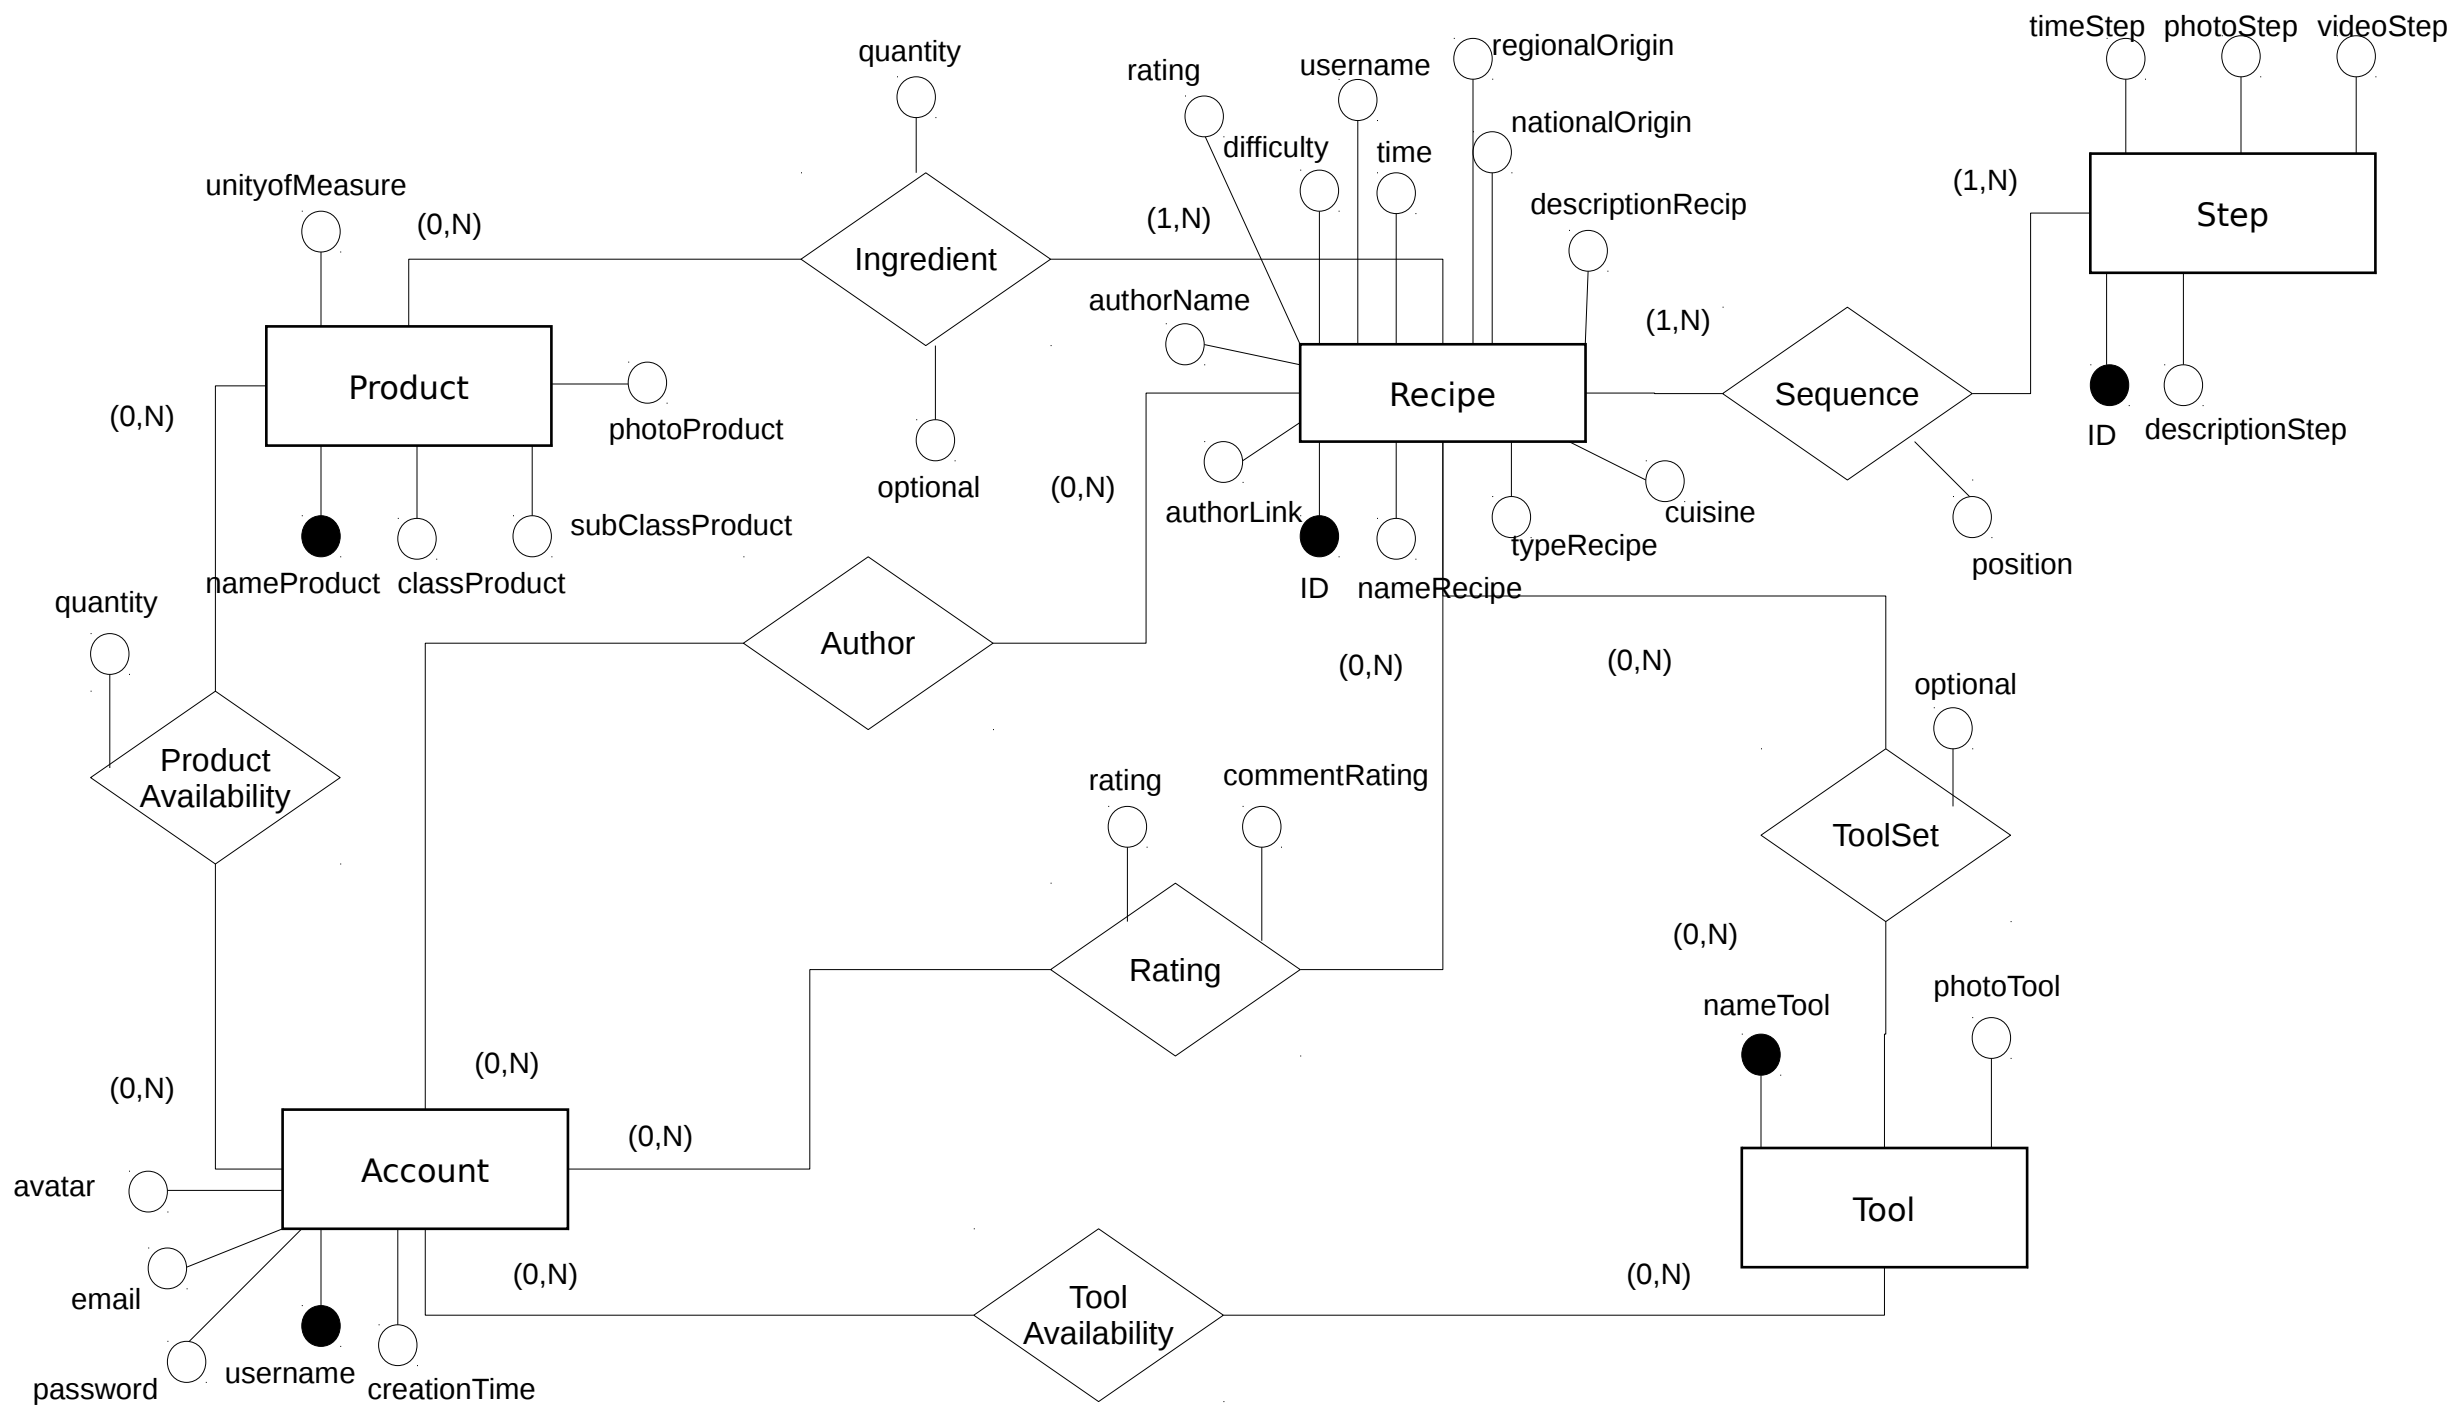 timeStep
photoStep
videoStep
regionalOrigin
quantity
username
rating
nationalOrigin
difficulty
time
(1,N)
unityofMeasure
descriptionRecip
Step
(0,N)
(1,N)
Ingredient
authorName
(1,N)
Product
Recipe
Sequence
(0,N)
photoProduct
ID
descriptionStep
optional
(0,N)
authorLink
cuisine
subClassProduct
typeRecipe
position
nameProduct
classProduct
ID
nameRecipe
quantity
Author
(0,N)
(0,N)
optional
Product
Availability
rating
commentRating
ToolSet
(0,N)
Rating
photoTool
nameTool
(0,N)
(0,N)
(0,N)
Account
avatar
Tool
(0,N)
(0,N)
email
Tool
Availability
username
password
creationTime